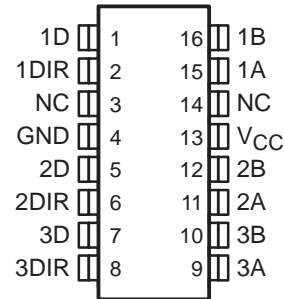 1D 1 16 1B
1DIR 2 15 1A
NC 3 14 NC
GND 4 13 VCC
2D 5 12 2B
2DIR 6 11 2A
3D 7 10 3B
3DIR 8 9 3A